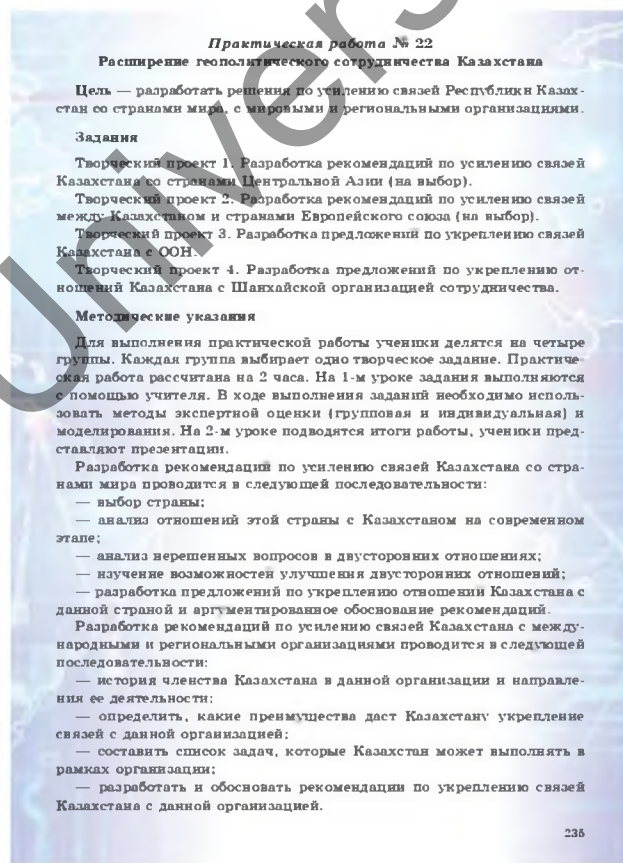 Практическая работа № 22
Расширение геополитического сотрудничества Казахстана
Цель — разработать решения по усилению связей Республики Казах-
стан со странами мира, с мировыми и региональными организациями.
Задания
Творческий проект 1. Разработка рекомендаций по усилению связей
Казахстана со странами Центральной Азии (на выбор).
Творческий проект 2. Разработка рекомендаций по усилению связей
между Казахстаном и странами Европейского союза (на выбор).
Творческий проект 3. Разработка предложений по укреплению связей
Казахстана с ООН.
Творческий проект 4. Разработка предложений по укреплению от-
ношений Казахстана с Шанхайской организацией сотрудничества.
Методические указания
Для выполнения практической работы ученики делятся на четыре
группы. Каждая группа выбирает одно творческое задание. Практиче-
ская работа рассчитана на 2 часа. На 1-м уроке задания выполняются
с помощью учителя. В ходе выполнения заданий необходимо исполь-
зовать методы экспертной оценки (групповая и индивидуальная) и
моделирования. На 2-м уроке подводятся итоги работы, ученики пред-
ставляют презентации.
Разработка рекомендаций по усилению связей Казахстана со стра-
нами мира проводится в следующей последовательности:
— выбор страны;
— анализ отношений этой страны с Казахстаном на современном
этапе;
— анализ нерешенных вопросов в двусторонних отношениях;
— изучение возможностей улучшения двусторонних отношений;
— разработка предложений по укреплению отношений Казахстана с
данной страной и аргументированное обоснование рекомендаций.
Разработка рекомендаций по усилению связей Казахстана с между-
народными и региональными организациями проводится в следующей
последовательности:
— история членства Казахстана в данной организации и направле-
ния ее деятельности;
— определить, какие преимущества даст Казахстану укрепление
связей с данной организацией;
— составить список задач, которые Казахстан может выполнять в
рамках организации;
— разработать и обосновать рекомендации по укреплению связей
Казахстана с данной организацией.
235
Univers